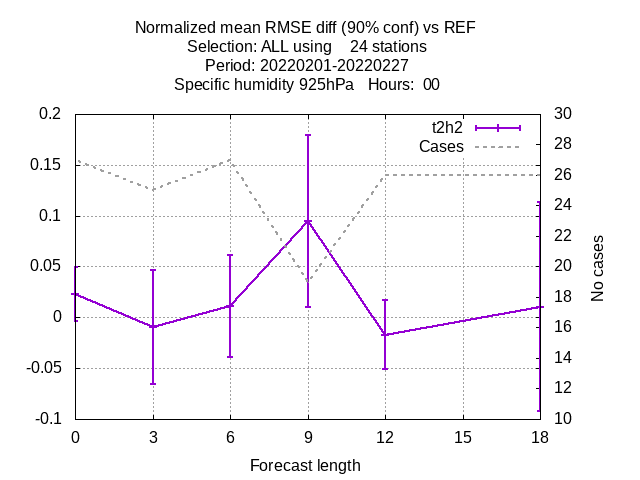 Normalized mean RMSE diff (90% conf) vs REF
Selection: ALL using    24 stations
Period: 20220201-20220227
Specific humidity 925hPa   Hours:  00
0.2
0.15
0.1
0.05
0
-0.05
-0.1
t2h2
Cases
30
28
26
24
22
20
18
16
14
12
10
No cases
0 3 6 9 12 15 18
Forecast length